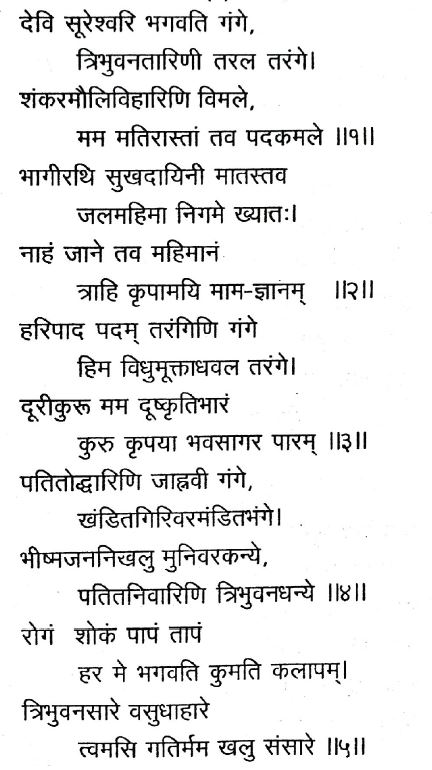 देवि सूरेश्वरि भगवति गंगे,
त्रिभुवनतारिणी तरल तरंगे।
शंकरमौलिविहारिणि विमले,
मम मतिरास्तां तव पदकमले ॥१॥
भागीरथि सुखदायिनी मातस्तव
जलमहिमा निगमे ख्यातः।
नाहं जाने तव महिमानं
त्राहि कृपामयि माम-ज्ञानम् ॥२॥
हरिपाद पदम् तरंगिणि गंगे
हिम विधुमूक्ताधवल तरंगे।
दूरीकुरू मम दूष्कृतिभारं
कुरु कृपया भवसागर पारम् ॥३॥
पतितोद्धारिणि जाह्नवी गंगे,
खंडितगिरिवरमंडितभंगे।
भीष्मजननिखलु मुनिवरकन्ये,
पतितनिवारिणि त्रिभुवनधन्ये ॥४॥
रोगं शोकं पापं तापं
हर मे भगवति कुमति कलापम्।
त्रिभुवनसारे वसुधाहारे
त्वमसि गतिर्मम खलु संसारे ॥५॥